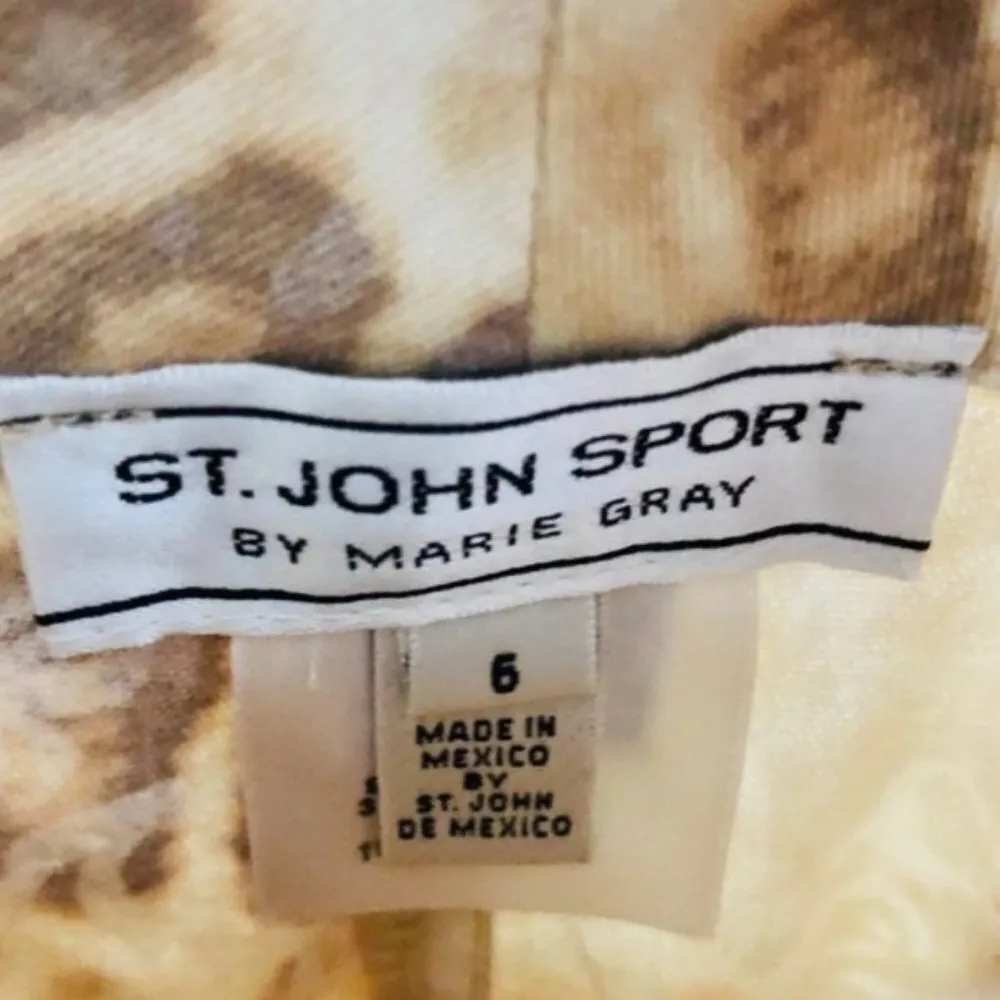 ST. JOHN SPORT
BY MARIE GRAY
6
MADE IN
MEXICO
BY
ST. JOHN
DE MEXICO